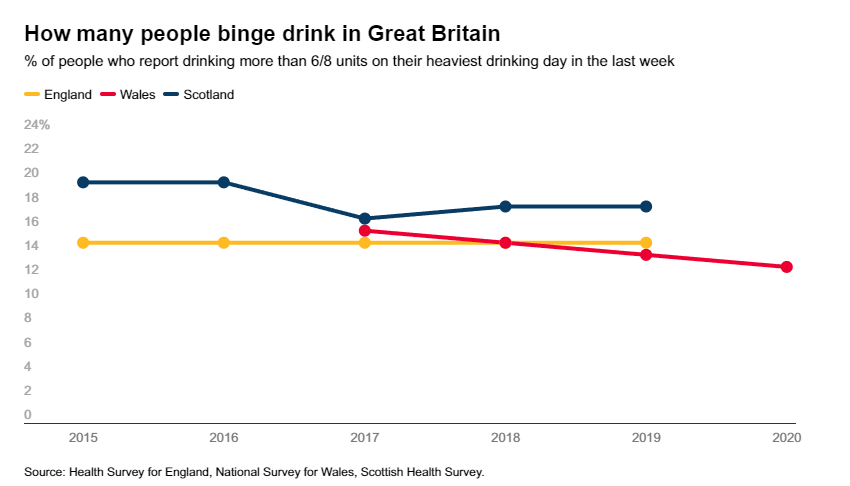 How many people binge drink in Great Britain
% of people who report drinking more than 6/8 units on their heaviest drinking day in the last week
England Wales Scotland
24%
22
20
18
16
14
12
10
8
6
4
2
0
2015 2016 2017 2018 2019 2020
Source: Health Survey for England, National Survey for Wales, Scottish Health Survey.